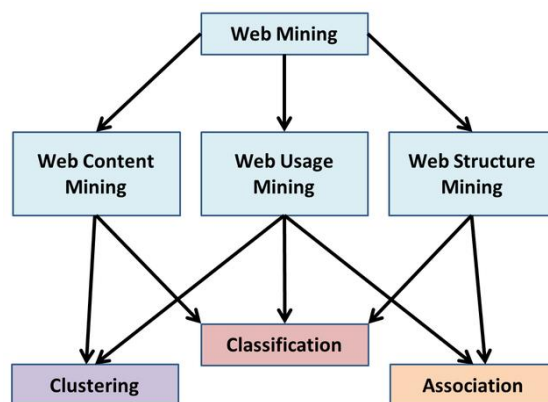 Web Mining
Web Content
Mining
Web Usage
Mining
Web Structure
Mining
Classification
Clustering
Association